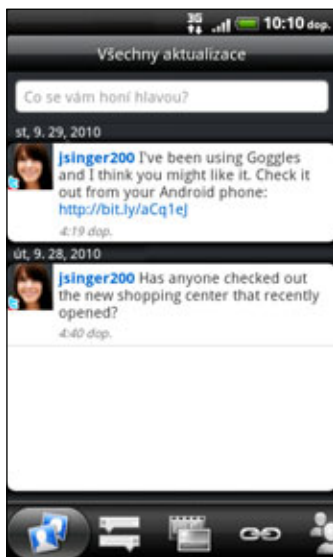 3G 10:10 dop.
Všechny aktualizace
Co se vám honí hlavou?
st, 9. 29, 2010
jsinger200 I've been using Goggles
and I think you might like it. Check it
out from your Android phone:
http://bit.ly/aCq1eJ
4:19 dop.
út, 9. 28, 2010
jsinger200 Has anyone checked out
the new shopping center that recently
opened?
4:40 dop.